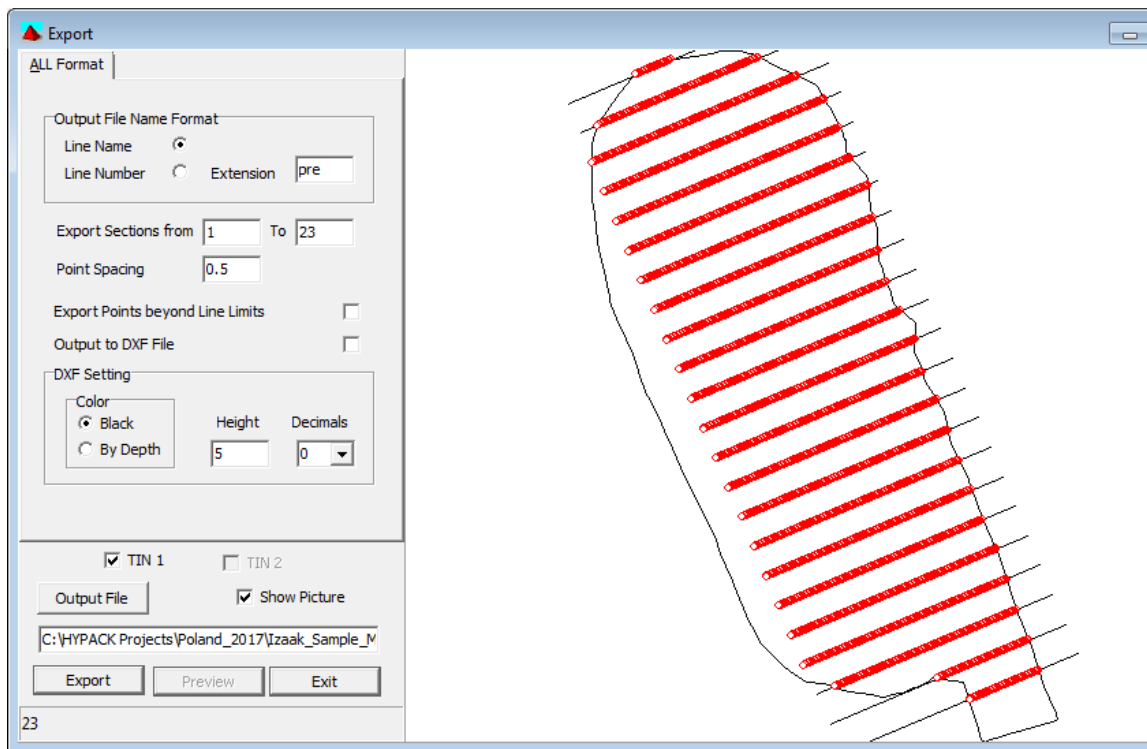 Export
ALL Format
Output File Name Format
Line Name
Line Number Extension pre
Export Sections from 1 To 23
Point Spacing 0.5
Export Points beyond Line Limits
Output to DXF File
DXF Setting
Color
Black Height Decimals
By Depth 5 0
TIN 1 TIN 2
Output File Show Picture
C:\HYPACK Projects\Poland_2017\Izaak_Sample_M
Export Preview Exit
23